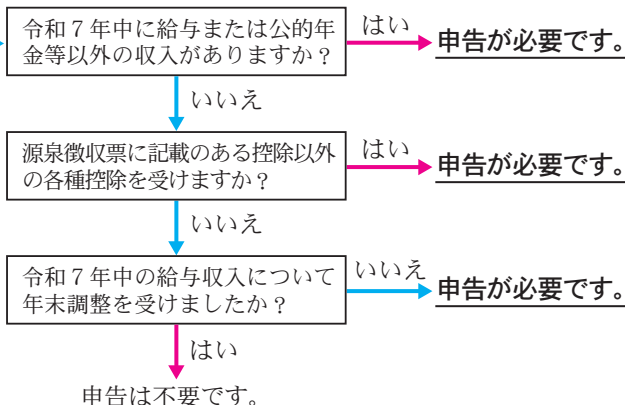 令和７年中に給与または公的年
金等以外の収入がありますか？
はい
申告が必要です。
いいえ
源泉徴収票に記載のある控除以外
の各種控除を受けますか？
はい
申告が必要です。
いいえ
令和７年中の給与収入について
年末調整を受けましたか？
いいえ
申告が必要です。
はい
申告は不要です。